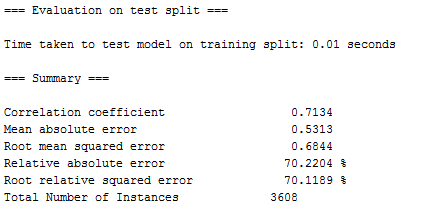 === Evaluation on test split ===
Time taken to test model on training split: 0.01 seconds
=== Summary ===
Correlation coefficient 0.7134
Mean absolute error 0.5313
Root mean squared error 0.6844
Relative absolute error 70.2204 %
Root relative squared error 70.1189 %
Total Number of Instances 3608